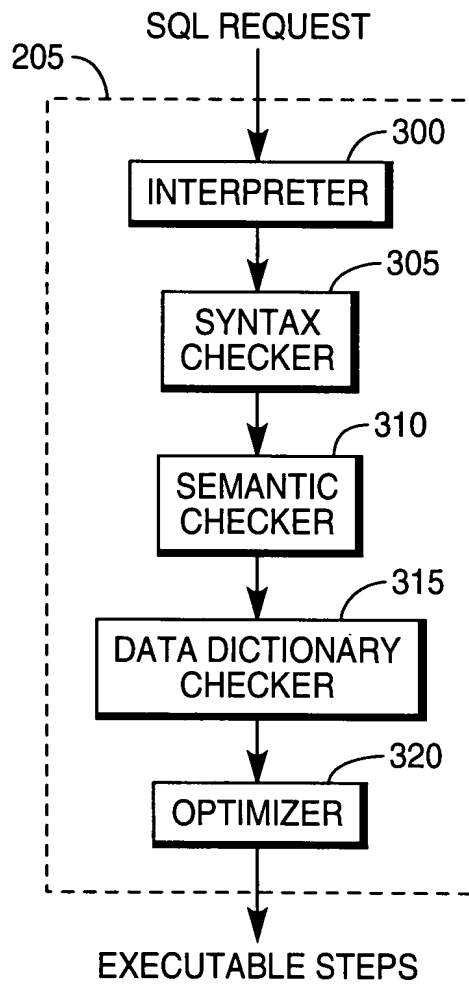 SQL REQUEST
205
300
INTERPRETER
305
SYNTAX
CHECKER
310
SEMANTIC
CHECKER
315
DATA DICTIONARY
CHECKER
320
OPTIMIZER
EXECUTABLE STEPS